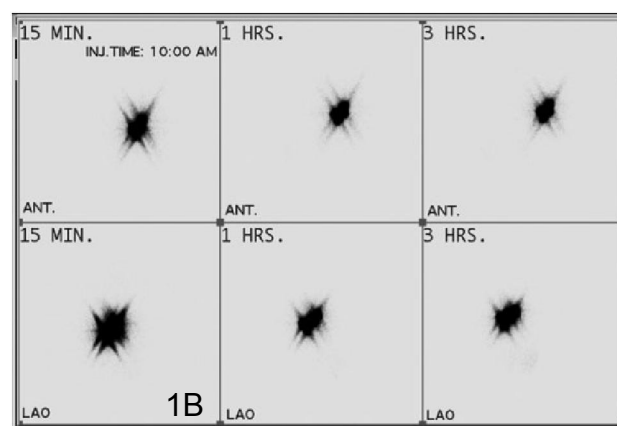 15 MIN.
INJ.TIME: 10:00 AM
ANT.
1 HRS.
ANT.
3 HRS.
ANT.
15 MIN.
LAO
1B
1 HRS.
LAO
3 HRS.
LAO